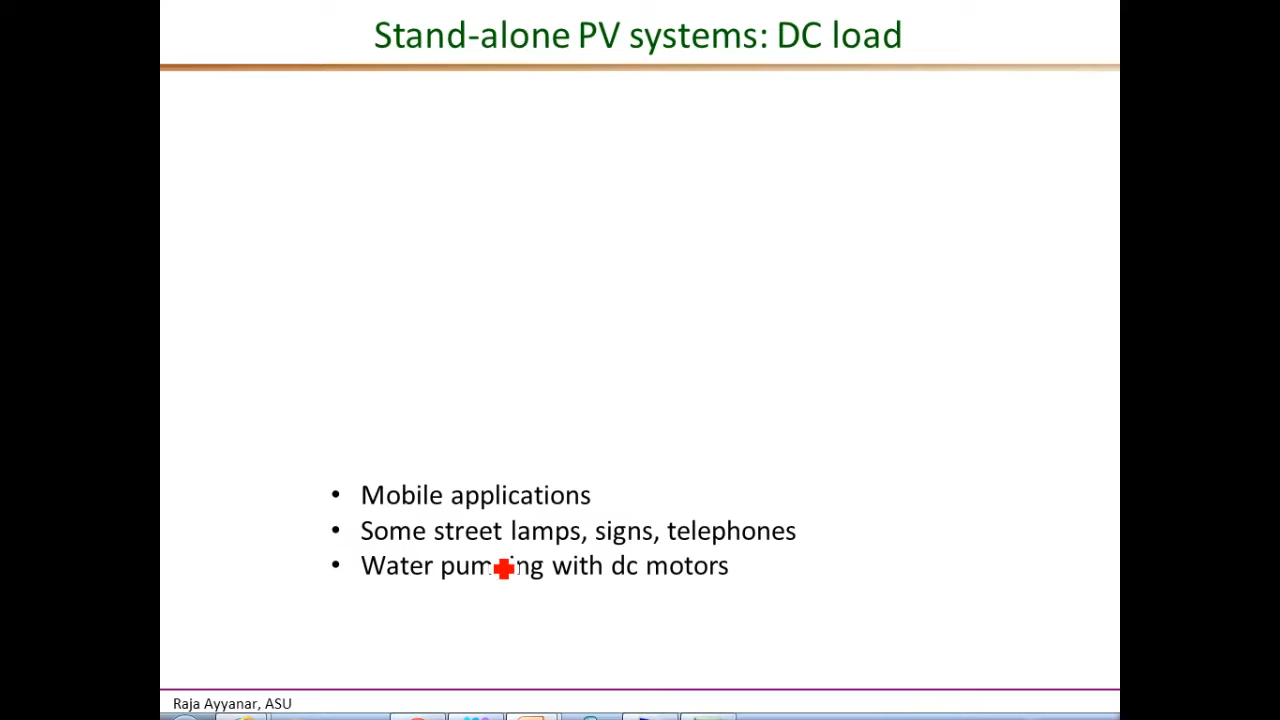 Stand-alone PV systems: DC load
• Mobile applications
• Some street lamps, signs, telephones
• Water pumping with dc motors
Raja Ayyanar, ASU